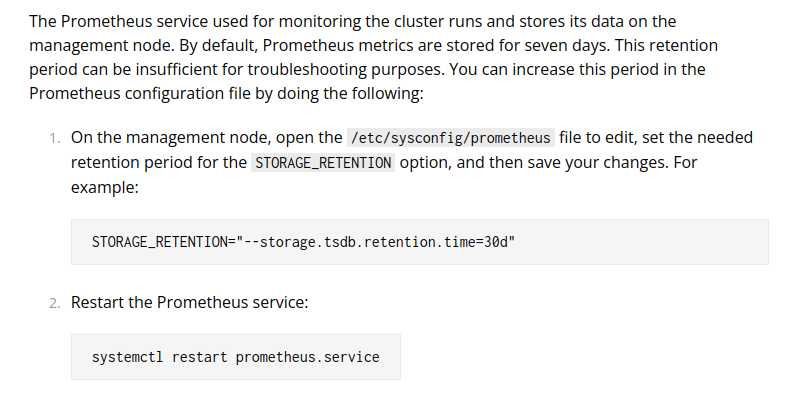 The Prometheus service used for monitoring the cluster runs and stores its data on the
management node. By default, Prometheus metrics are stored for seven days. This retention
period can be insufficient for troubleshooting purposes. You can increase this period in the
Prometheus configuration file by doing the following:
1. On the management node, open the /etc/sysconfig/prometheus file to edit, set the needed
retention period for the STORAGE_RETENTION option, and then save your changes. For
example:
STORAGE_RETENTION="--storage.tsdb.retention.time=30d"
2. Restart the Prometheus service:
systemctl restart prometheus.service